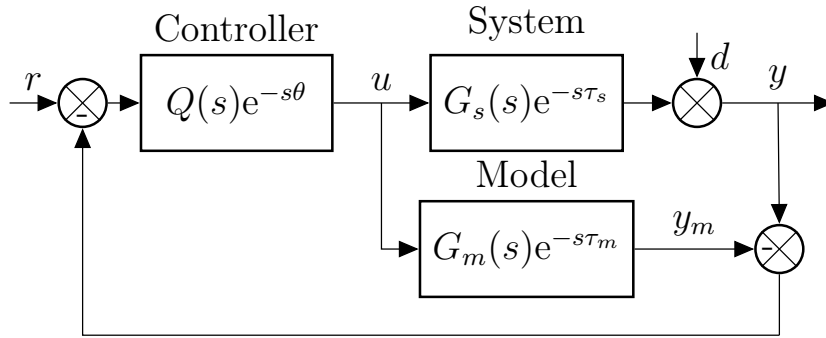 Controller
System
r
-
Q(s)e^{-sθ}
u
G_s(s)e^{-sτ_s}
d
y
Model
G_m(s)e^{-sτ_m}
y_m
-